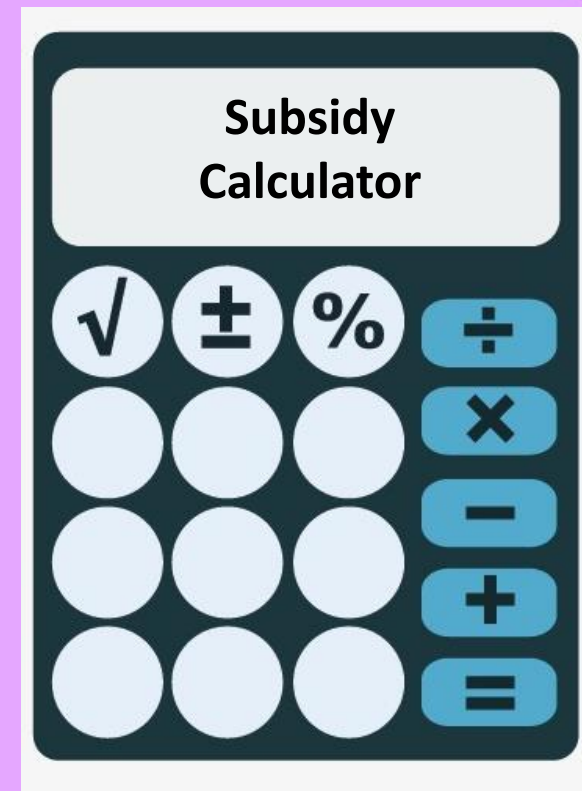 Subsidy
Calculator
√ ± % ÷
×
−
+
=